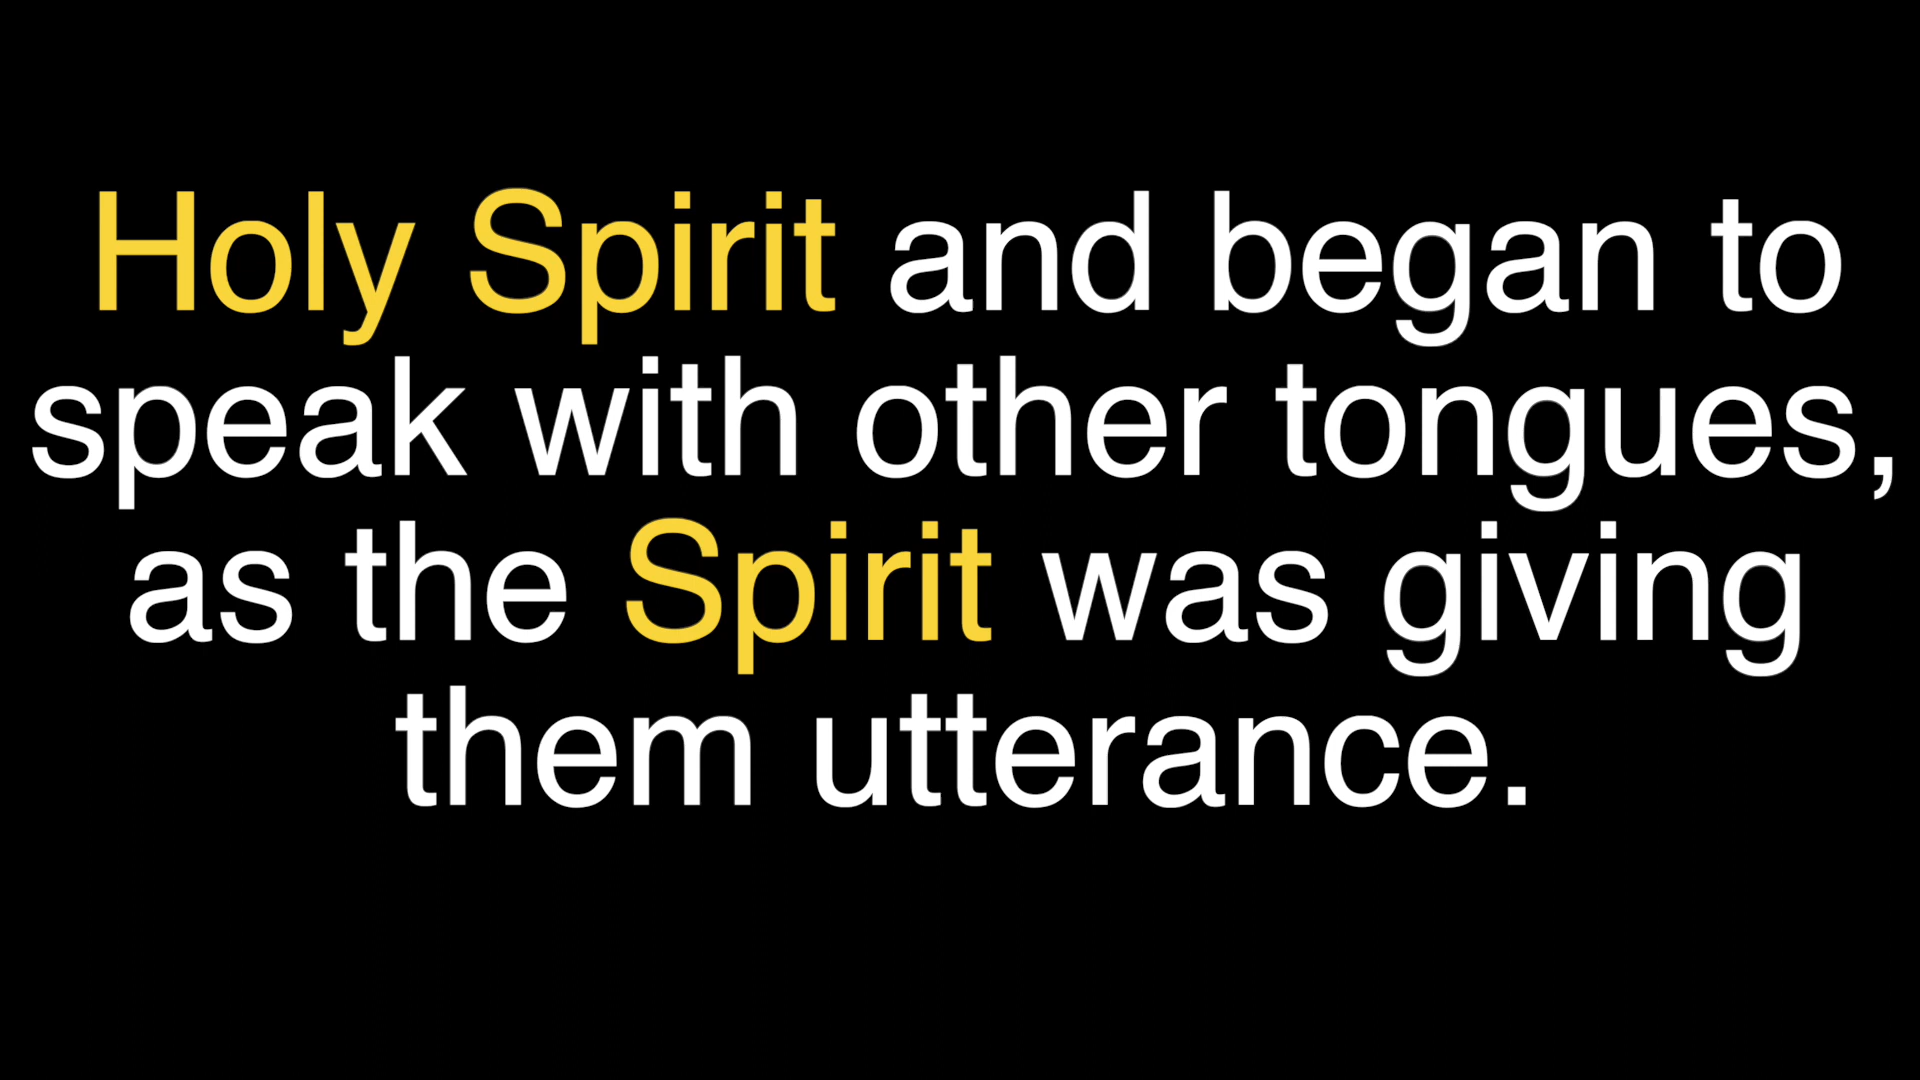 Holy Spirit and began to
speak with other tongues,
as the Spirit was giving
them utterance.